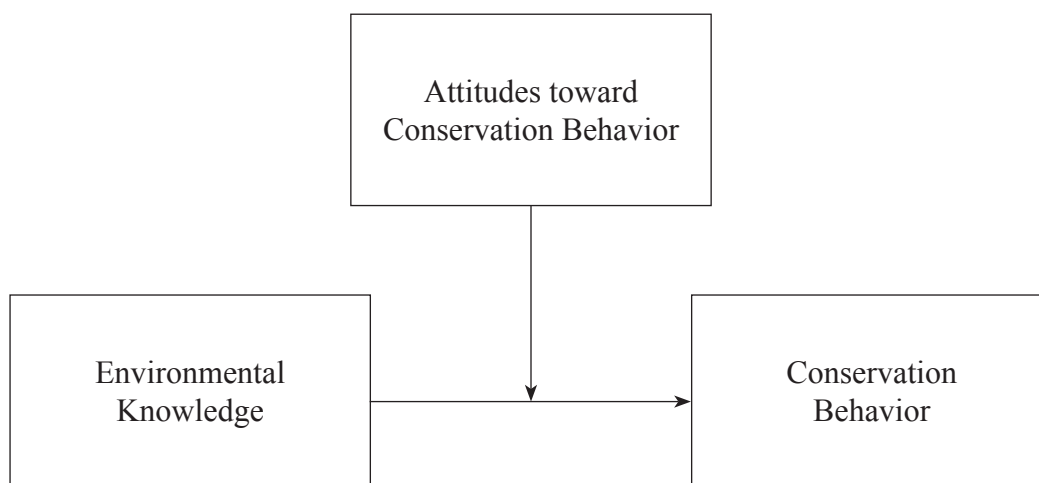 Attitudes toward
Conservation Behavior
Environmental
Knowledge
Conservation
Behavior